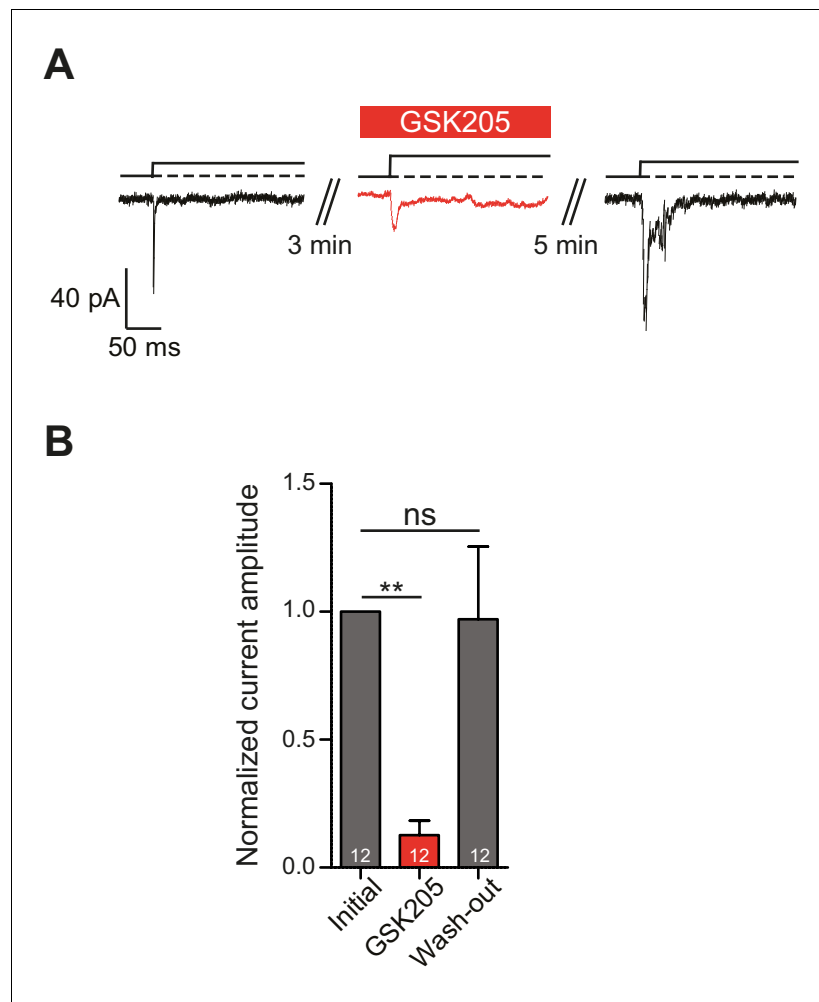 A
GSK205
3 min
5 min
40 pA
50 ms
B
Normalized current amplitude
1.5
1.0
0.5
0.0
ns
**
12
12
12
Initial
GSK205
Wash-out